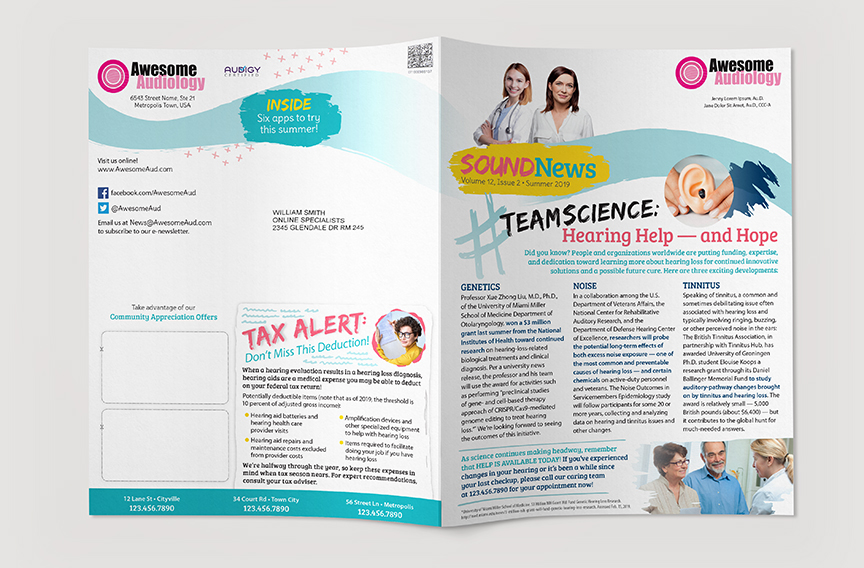 Awesome
Audiology
6543 Street Name, Ste 21
Metropolis Town, USA
AUDIGY
CERTIFIED
INSIDE
Six apps to try
this summer!
Visit us online!
www.AwesomeAud.com
facebook.com/AwesomeAud
@AwesomeAud
Email us at News@AwesomeAud.com
to subscribe to our e-newsletter.
WILLIAM SMITH
ONLINE SPECIALISTS
2345 GLENDALE DR RM 245
Take advantage of our
Community Appreciation Offers
TAX ALERT:
Don't Miss This Deduction!
When a hearing evaluation results in a hearing loss diagnosis,
hearing aids are a medical expense you may be able to deduct
on your federal tax return!
Potentially deductible items (note that as of 2019, the threshold is
10 percent of adjusted gross income):
Hearing aid batteries and
hearing health care
provider visits
Hearing aid repairs and
maintenance costs excluded
from provider costs
Amplification devices and
other specialized equipment
to help with hearing loss
Items required to facilitate
doing your job if you have
hearing loss
We're halfway through the year, so keep these expenses in
mind when tax season nears. For expert recommendations,
consult your tax adviser.
12 Lane St • Cityville
123.456.7890
34 Court Rd • Town City
123.456.7890
56 Street Ln • Metropolis
123.456.7890
Awesome
Audiology
Jenny Lorem Ipsum, Au.D.
Jane Dolor Sit Amet, Au.D., CCC-A
SOUNDNews
Volume 12, Issue 2 • Summer 2019
#TEAMSCIENCE:
Hearing Help — and Hope
Did you know? People and organizations worldwide are putting funding, expertise,
and dedication toward learning more about hearing loss for continued innovative
solutions and a possible future cure. Here are three exciting developments:
GENETICS
Professor Xue Zhong Liu, M.D., Ph.D.,
of the University of Miami Miller
School of Medicine Department of
Otolaryngology, won a $3 million
grant last summer from the National
Institutes of Health toward continued
research on hearing loss-related
biological treatments and clinical
diagnosis. Per a university news
release, the professor and his team
will use the award for activities such
as performing "preclinical studies
of gene- and cell-based therapy
approach of CRISPR/Cas9-mediated
genome editing to treat hearing
loss.*" We're looking forward to seeing
the outcomes of this initiative.
NOISE
In a collaboration among the U.S.
Department of Veterans Affairs, the
National Center for Rehabilitative
Auditory Research, and the
Department of Defense Hearing Center
of Excellence, researchers will probe
the potential long-term effects of
both excess noise exposure — one of
the most common and preventable
causes of hearing loss — and certain
chemicals on active-duty personnel
and veterans. The Noise Outcomes in
Servicemembers Epidemiology study
will follow participants for some 20 or
more years, collecting and analyzing
data on hearing and tinnitus issues and
other changes.
TINNITUS
Speaking of tinnitus, a common and
sometimes debilitating issue often
associated with hearing loss and
typically involving ringing, buzzing,
or other perceived noise in the ears:
The British Tinnitus Association, in
partnership with Tinnitus Hub, has
awarded University of Groningen
Ph.D. student Elouise Koops a
research grant through its Daniel
Ballinger Memorial Fund to study
auditory-pathway changes brought
on by tinnitus and hearing loss. The
award is relatively small — 5,000
British pounds (about $6,400) — but
it contributes to the global hunt for
much-needed answers.
As science continues making headway, remember
that HELP IS AVAILABLE TODAY! If you've experienced
changes in your hearing or it's been a while since
your last checkup, please call our caring team
at 123.456.7890 for your appointment now!